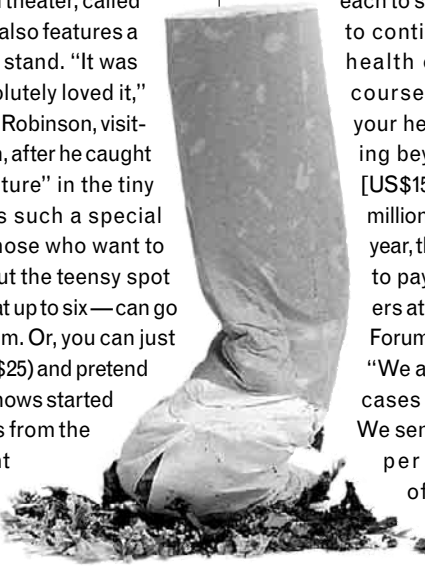 theater, called
also features a
stand. “It was
olutely loved it,”
Robinson, visit-
, after he caught
ture” in the tiny
s such a special
hose who want to
ut the teensy spot
at up to six—can go
m. Or, you can just
$25) and pretend
hows started
s from the
t
each to s
to conti
health
course
your he
ing bey
[US$15
million
year, th
to pay
ers at
Forum
“We a
cases
We sen
per
of